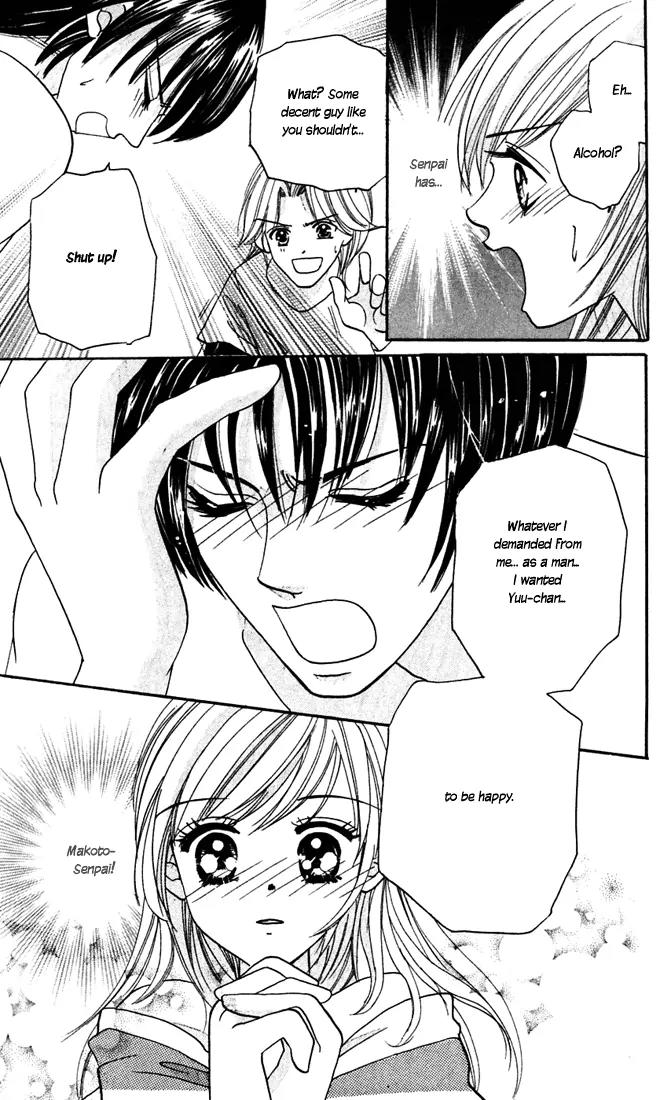 Eh...
Alcohol?
Senpai
has...
What? Some
decent guy like
you shouldn't...
Shut up!
Whatever I
demanded from
me... as a man...
I wanted
Yuu-chan...
to be happy.
Makoto-
Senpai!